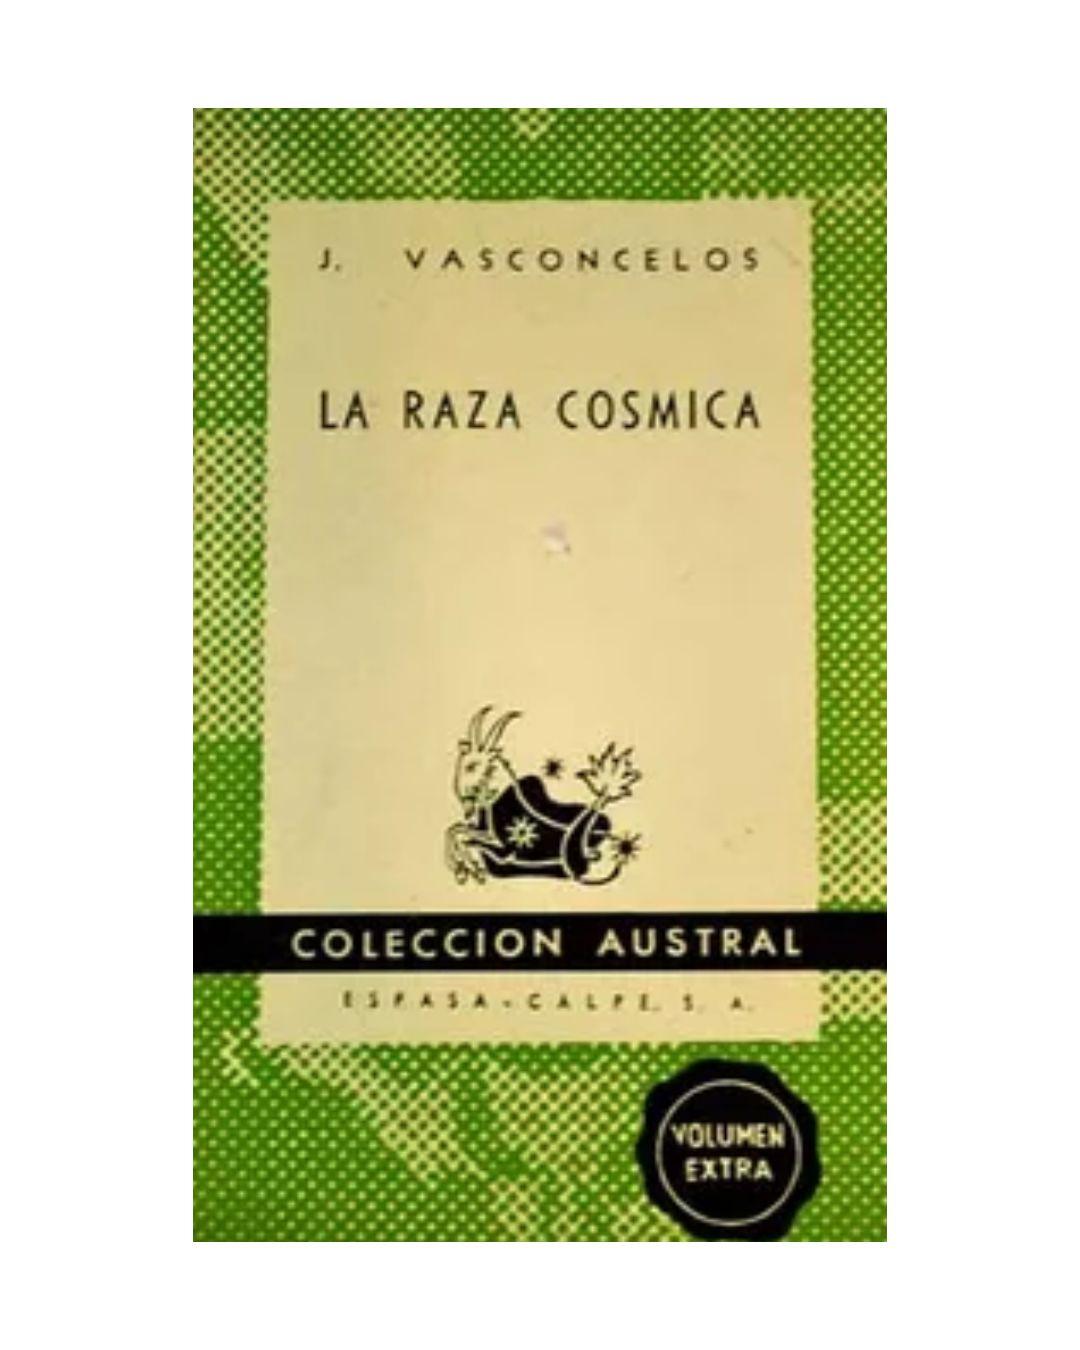 J. VASCONCELOS
LA RAZA COSMICA
COLECCION AUSTRAL
ESPASA-CALPE, S. A.
VOLUMEN
EXTRA